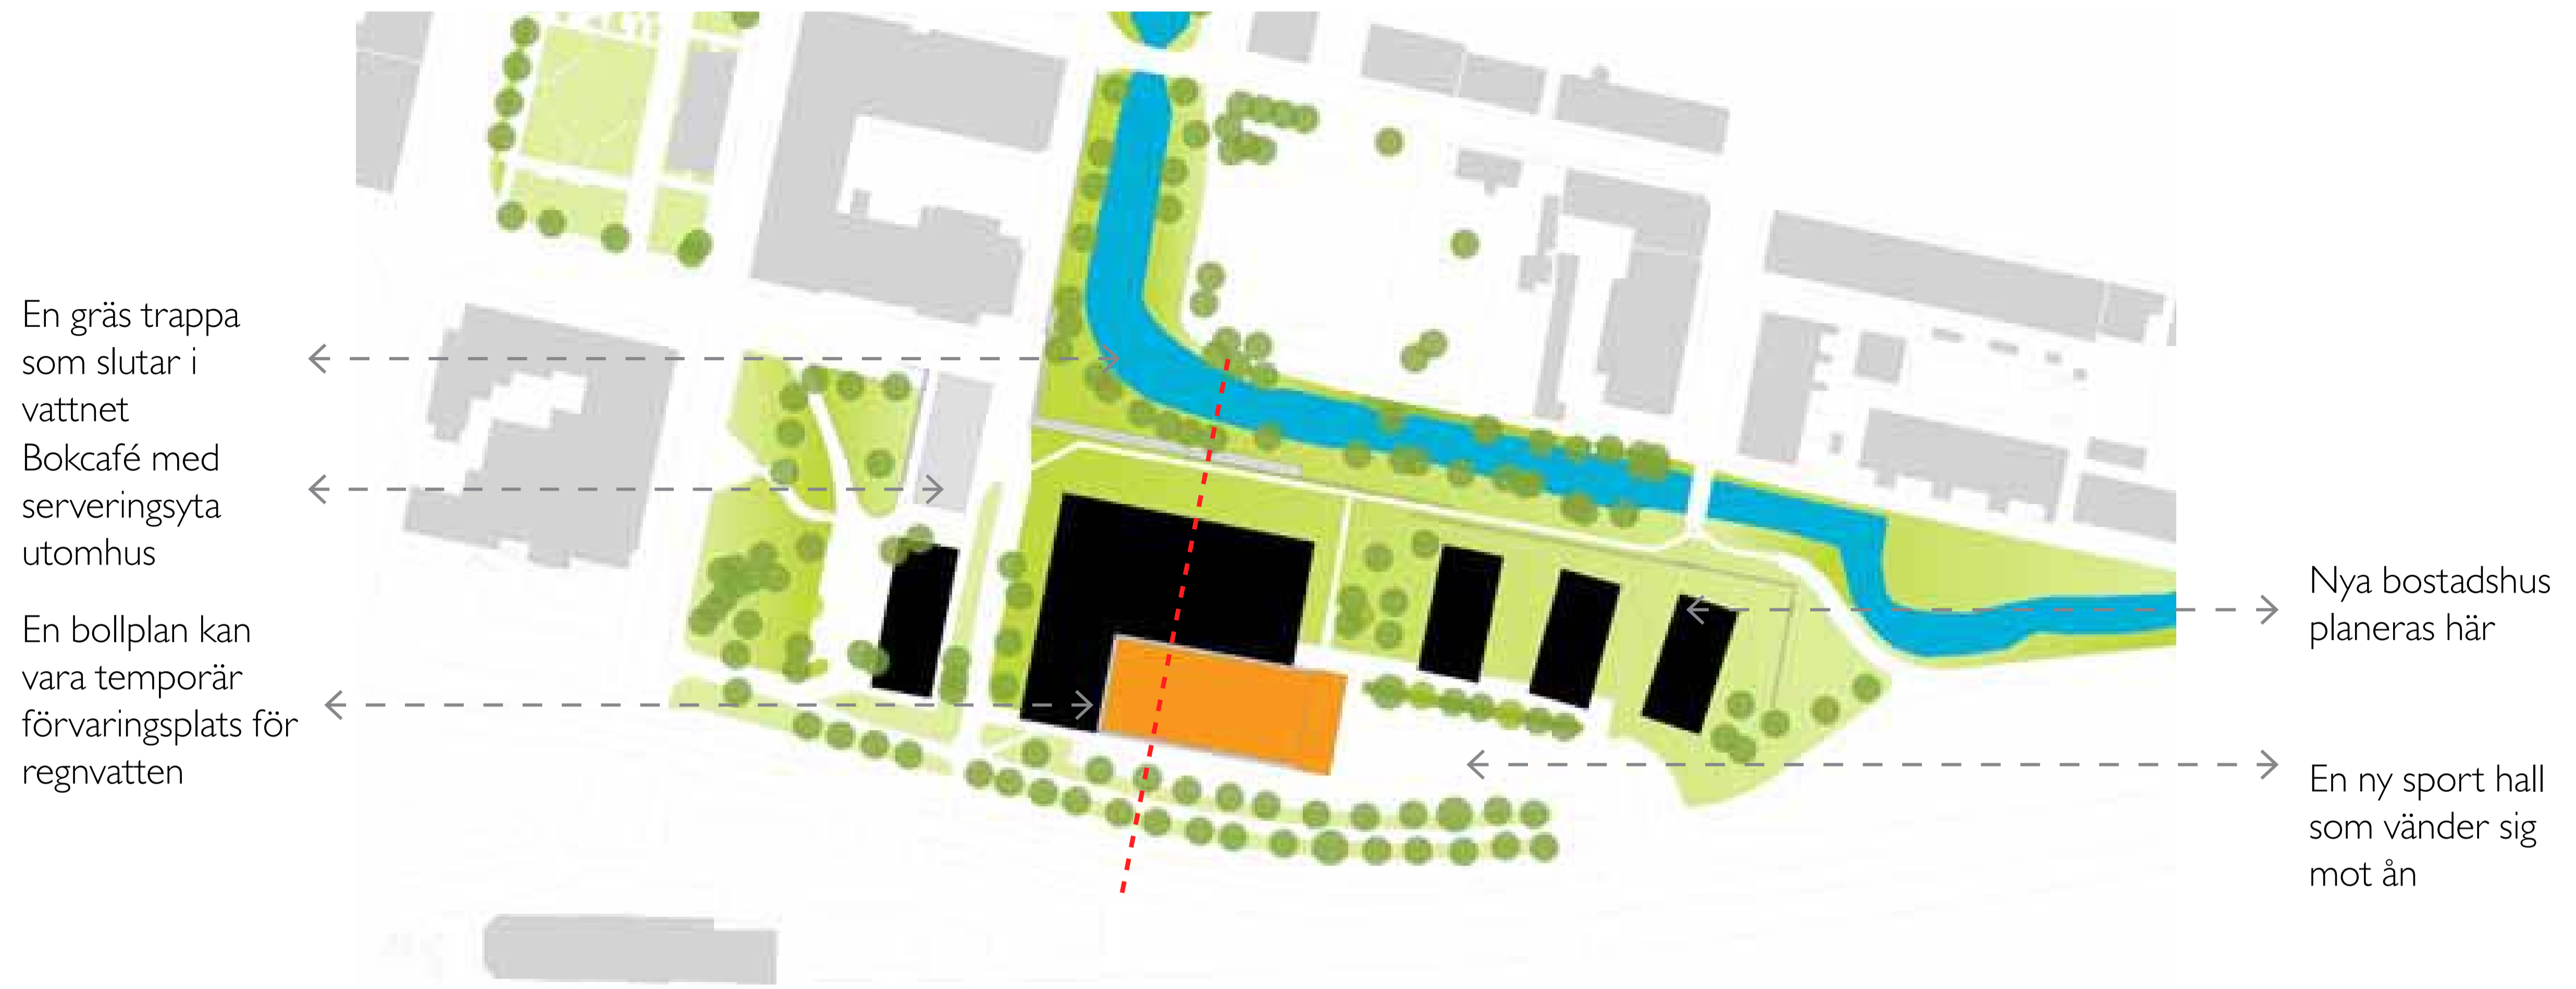 En gräs trappa
som slutar i
vattnet
Bokcafé med
serveringsyta
utomhus
En bollplan kan
vara temporär
förvaringsplats för
regnvatten
Nya bostadshus
planeras här
En ny sport hall
som vänder sig
mot ån